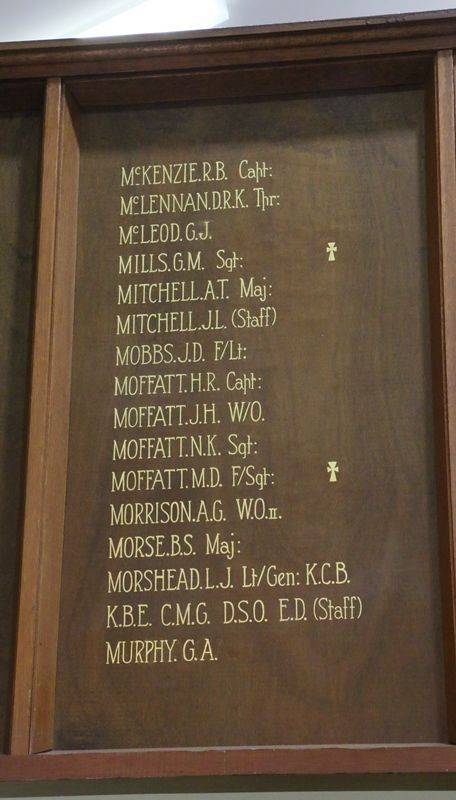 McKENZIE.R.B. Capt:
McLENNAN.D.R.K. Tpr:
McLEOD.G.J.
MILLS.G.M. Sgt: ✠
MITCHELL.A.T. Maj:
MITCHELL.J.L. (Staff)
MOBBS.J.D. F/Lt:
MOFFATT.H.R. Capt:
MOFFATT.J.H. W/O.
MOFFATT.N.K. Sgt:
MOFFATT.M.D. F/Sgt: ✠
MORRISON.A.G. W.O.II.
MORSE.B.S. Maj:
MORSHEAD.L.J. Lt/Gen: K.C.B.
K.B.E. C.M.G. D.S.O. E.D. (Staff)
MURPHY. G.A.